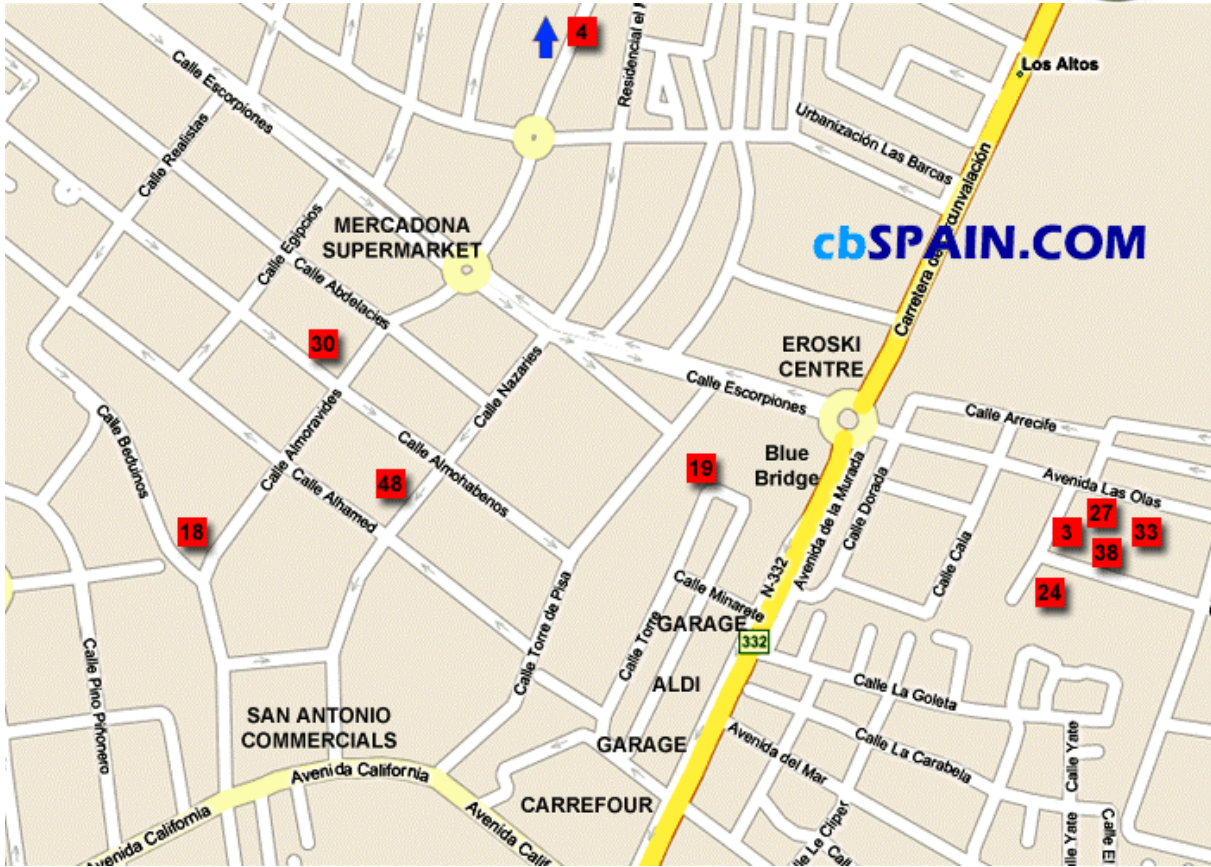 4
Los Altos
Calle Escorpiones
Residencial el
Calle Realistas
Urbanización Las Barcas
MERCADONA
SUPERMARKET
Calle Egipcios
cbSPAIN.COM
Calle Abdelacies
30
EROSKI
CENTRE
Calle Nazaries
Calle Escorpiones
Calle Arrecife
Calle Beduinos
Calle Almoravides
Calle Almohabenos
Blue
Bridge
19
Avenida Las Olas
Calle Alhamed
48
Avenida de la Murada
Calle Dorada
27
18
3
33
38
Calle Cala
24
N-332
Calle Minarete
GARAGE
332
Calle Torre de Pisa
Calle Torre
Calle Pino Piñonero
ALDI
Calle La Goleta
SAN ANTONIO
COMMERCIALS
GARAGE
Avenida del Mar
Calle La Carabela
Calle Yate
Avenida California
CARREFOUR
Avenida California
Calle Le Cliper
Calle Yate
Calle El